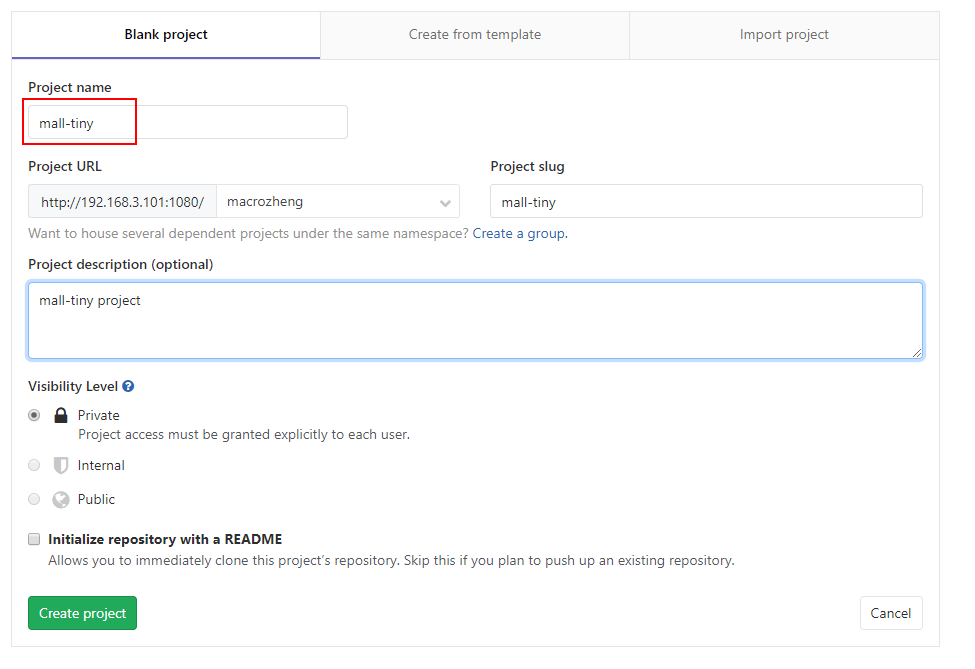 Blank project
Create from template
Import project
Project name
mall-tiny
Project URL
Project slug
http://192.168.3.101:1080/
macrozheng
mall-tiny
Want to house several dependent projects under the same namespace? Create a group.
Project description (optional)
mall-tiny project
Visibility Level ?
Private
Project access must be granted explicitly to each user.
Internal
Public
Initialize repository with a README
Allows you to immediately clone this project's repository. Skip this if you plan to push up an existing repository.
Create project
Cancel